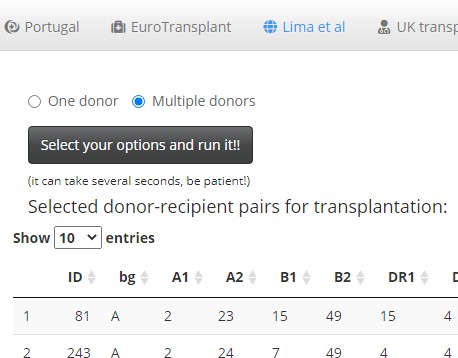 Portugal EuroTransplant Lima et al UK transp
One donor Multiple donors
Select your options and run it!!
(it can take several seconds, be patient!)
Selected donor-recipient pairs for transplantation:
Show 10 entries
ID bg A1 A2 B1 B2 DR1
1 81 A 2 23 15 49 15 4
2 243 A 2 24 7 49 4 4